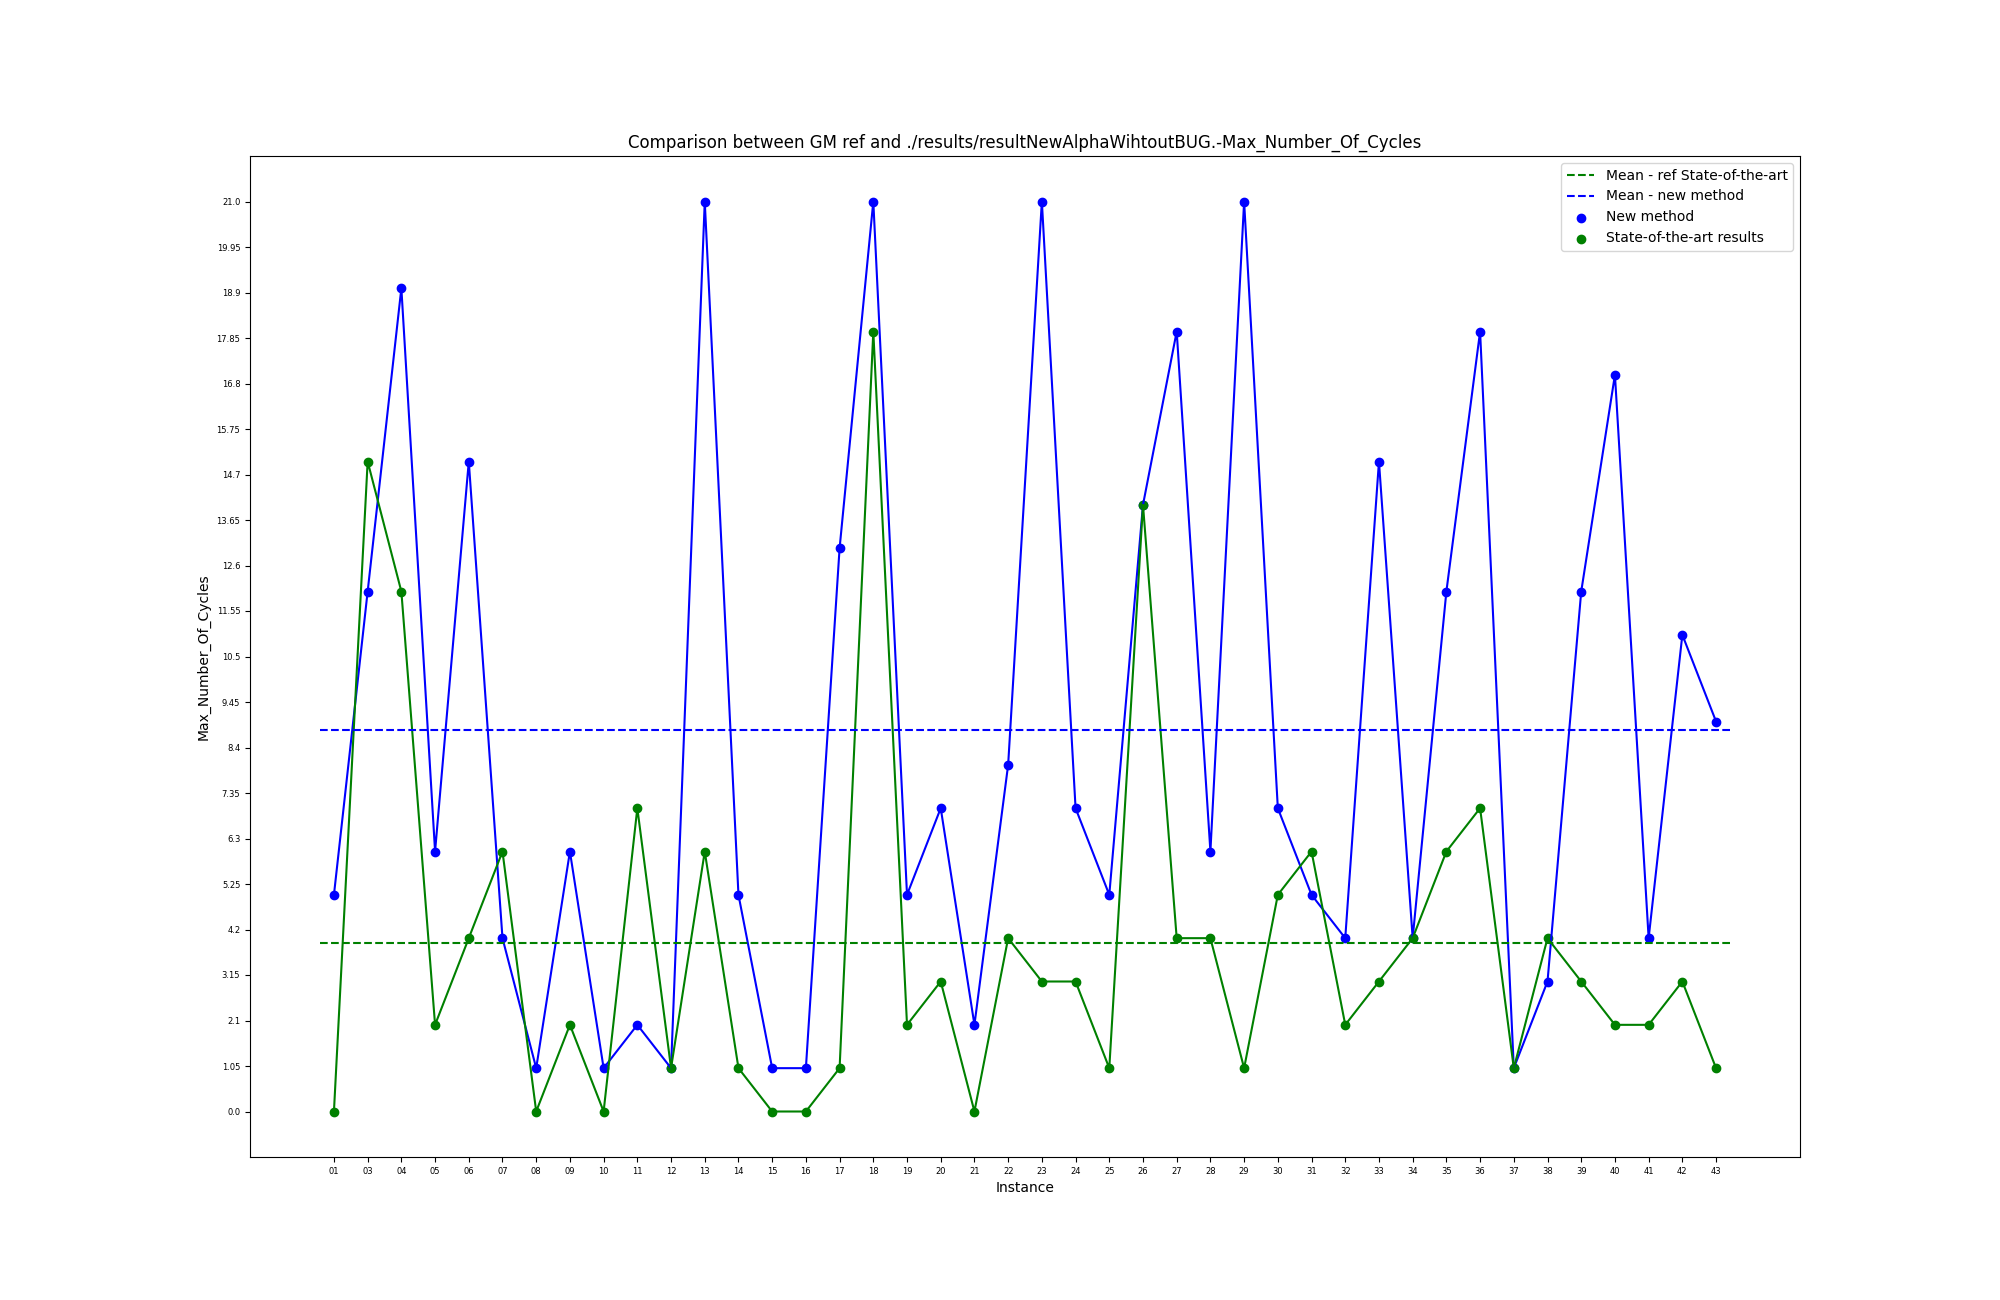 Comparison between GM ref and ./results/resultNewAlphaWihtoutBUG.-Max_Number_Of_Cycles
Mean - ref State-of-the-art
Mean - new method
New method
State-of-the-art results
21.0
19.95
18.9
17.85
16.8
15.75
14.7
13.65
12.6
11.55
10.5
9.45
8.4
7.35
6.3
5.25
4.2
3.15
2.1
1.05
0.0
Max_Number_Of_Cycles
01 03 04 05 06 07 08 09 10 11 12 13 14 15 16 17 18 19 20 21 22 23 24 25 26 27 28 29 30 31 32 33 34 35 36 37 38 39 40 41 42 43
Instance